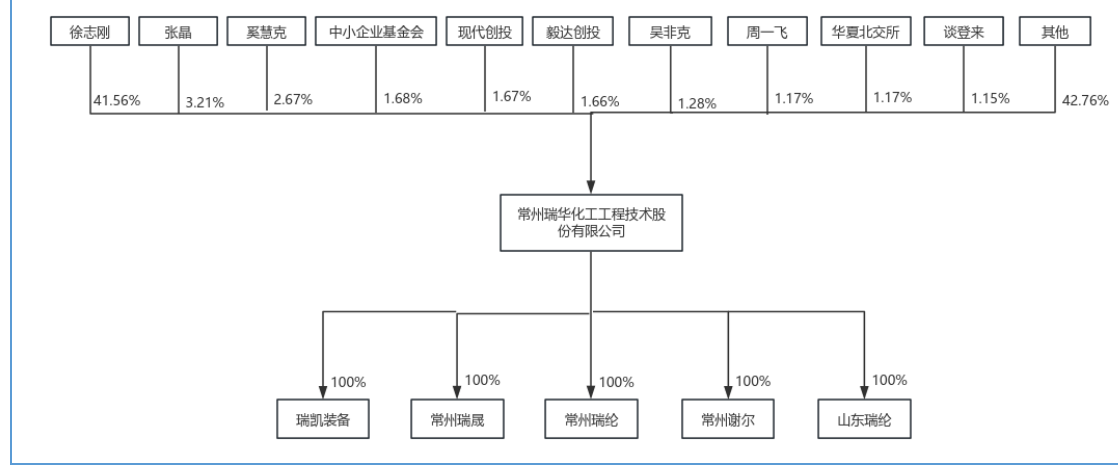 徐志刚
张晶
奚慧克
中小企业基金会
现代创投
毅达创投
吴非克
周一飞
华夏北交所
谈登来
其他
41.56%
3.21%
2.67%
1.68%
1.67%
1.66%
1.28%
1.17%
1.17%
1.15%
42.76%
常州瑞华化工工程技术股
份有限公司
100%
100%
100%
100%
100%
瑞凯装备
常州瑞晟
常州瑞纶
常州谢尔
山东瑞纶